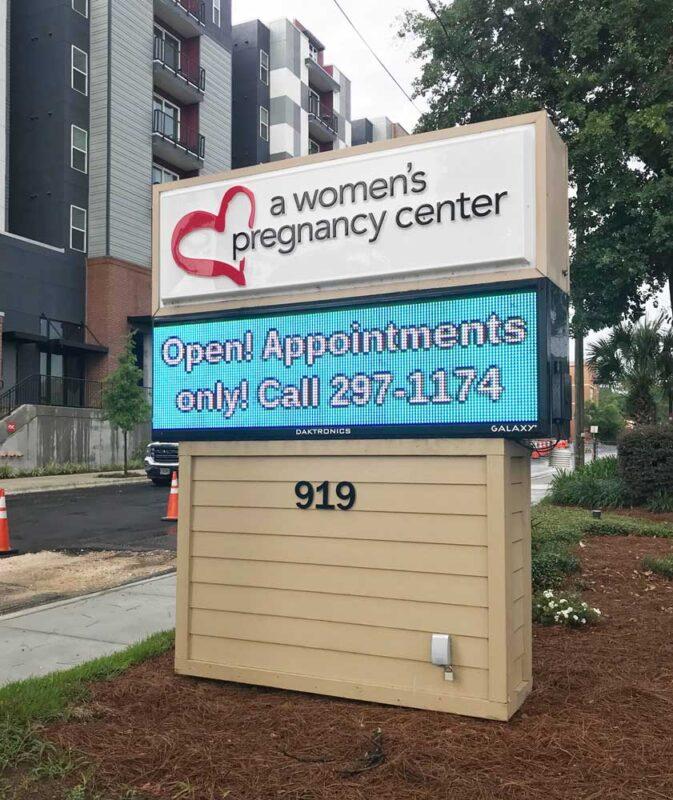 a women's
pregnancy center
Open! Appointments
only! Call 297-1174
DAKTRONICS
GALAXY
919